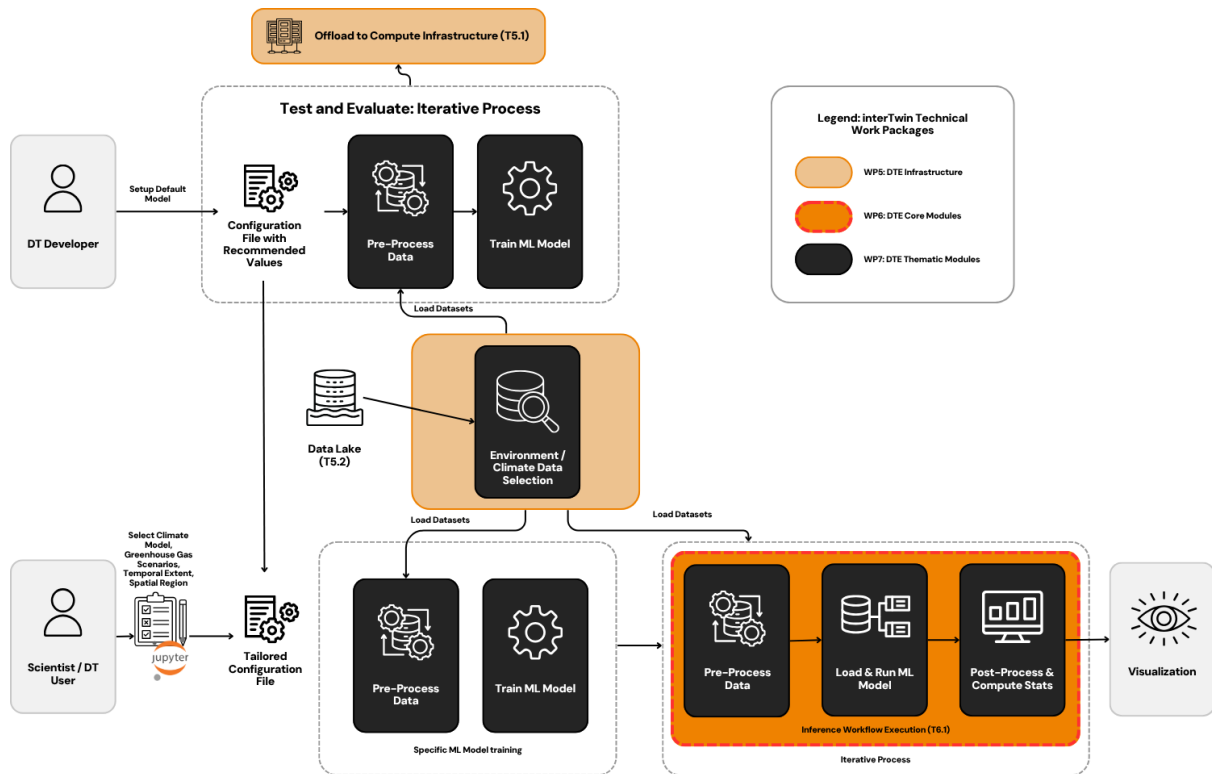 Offload to Compute Infrastructure (T5.1)
Test and Evaluate: Iterative Process
DT Developer
Setup Default
Model
Configuration
File with
Recommended
Values
Pre-Process
Data
Train ML Model
Legend: interTwin Technical
Work Packages
WP5: DTE Infrastructure
WP6: DTE Core Modules
WP7: DTE Thematic Modules
Load Datasets
Data Lake
(T5.2)
Environment /
Climate Data
Selection
Load Datasets
Load Datasets
Scientist / DT
User
Select Climate
Model,
Greenhouse Gas
Scenarios,
Temporal Extent,
Spatial Region
jupyter
Tailored
Configuration
File
Pre-Process
Data
Train ML Model
Specific ML Model training
Pre-Process
Data
Load & Run ML
Model
Post-Process &
Compute Stats
Inference Workflow Execution (T6.1)
Iterative Process
Visualization